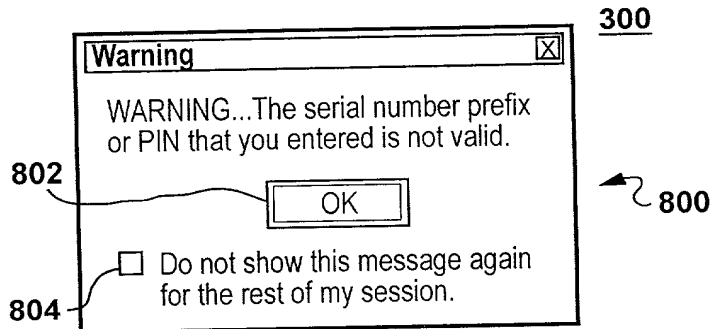 300
Warning X
WARNING...The serial number prefix
or PIN that you entered is not valid.
802
OK
800
Do not show this message again
for the rest of my session.
804